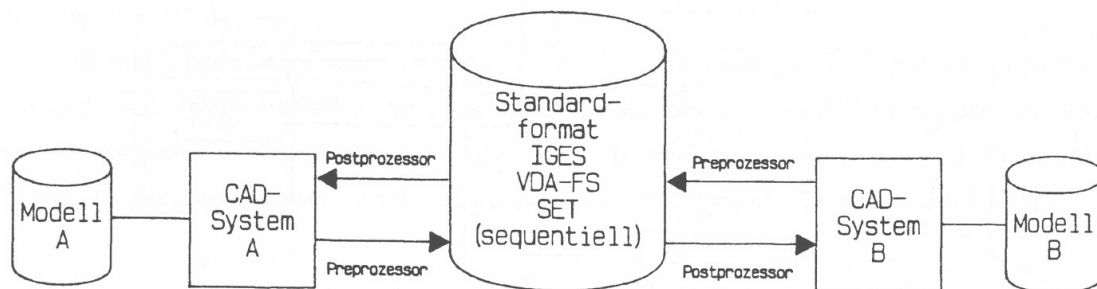 Modell
A
CAD-
System
A
Postprozessor
Preprozessor
Standard-
format
IGES
VDA-FS
SET
(sequentiell)
Preprozessor
Postprozessor
CAD-
System
B
Modell
B